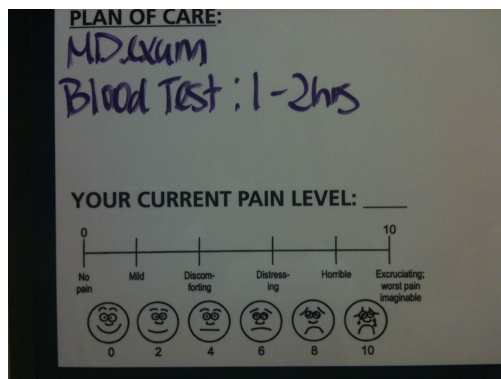 PLAN OF CARE:
MD exam
Blood Test: 1-2hrs
YOUR CURRENT PAIN LEVEL: ____
0 10
No pain
Mild
Discom-
forting
Distress-
ing
Horrible
Excruciating;
worst pain
imaginable
0 2 4 6 8 10